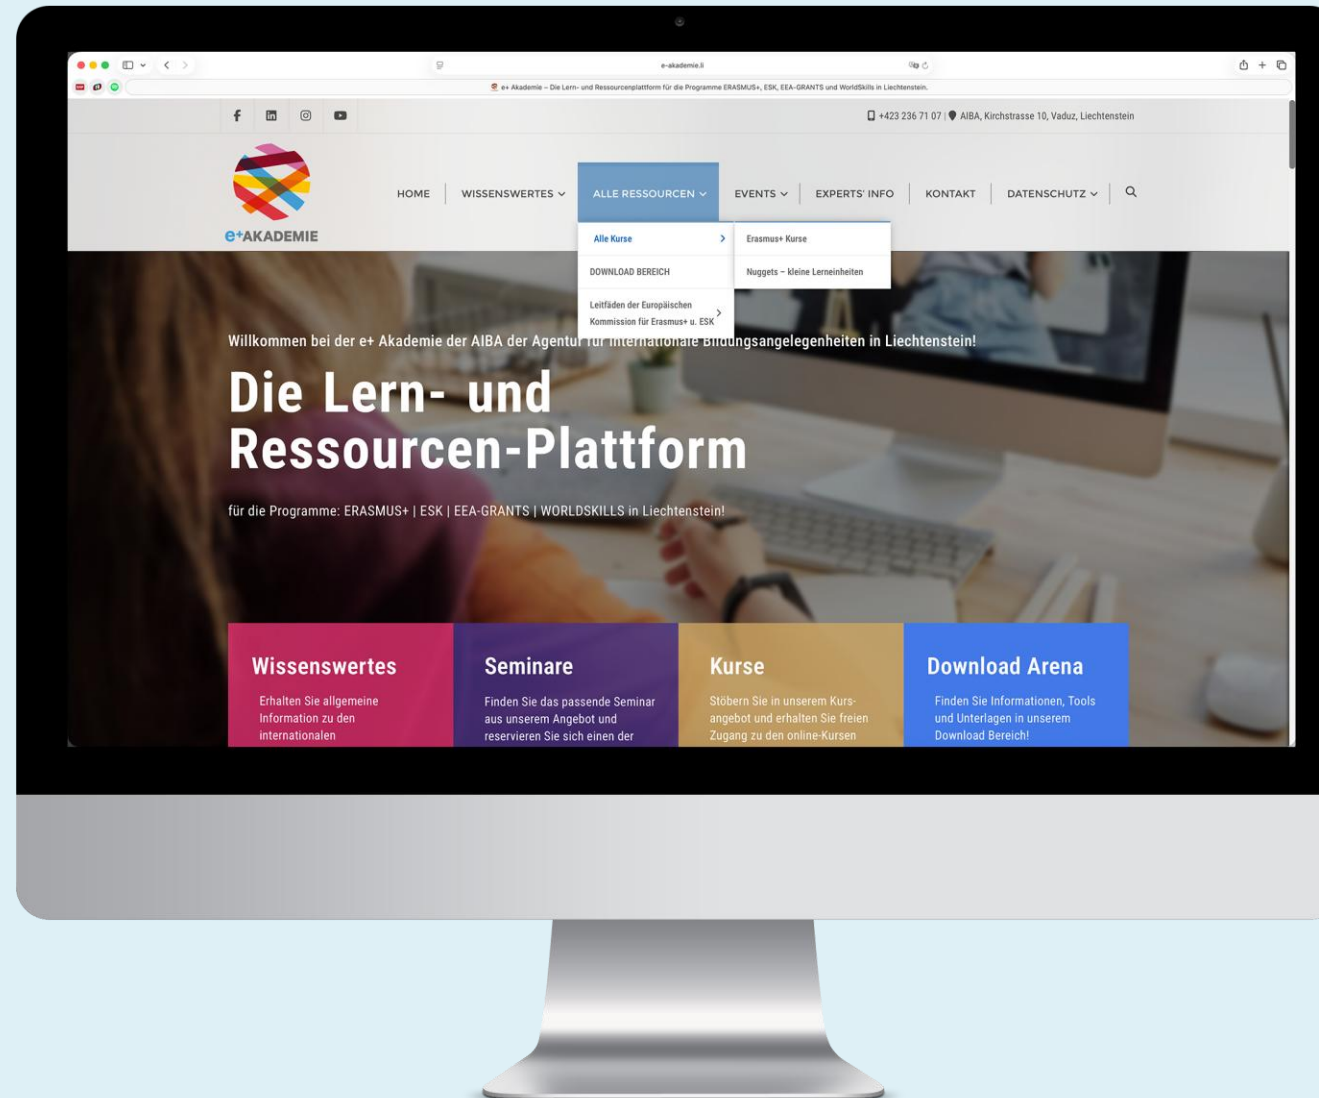 e-akademie.li
e+ Akademie – Die Lern- und Ressourcenplattform für die Programme ERASMUS+, ESK, EEA-GRANTS und WorldSkills in Liechtenstein.
+423 236 71 07 | AIBA, Kirchstrasse 10, Vaduz, Liechtenstein
e+AKADEMIE
HOME
WISSENSWERTES
ALLE RESSOURCEN
EVENTS
EXPERTS' INFO
KONTAKT
DATENSCHUTZ
Alle Kurse
Erasmus+ Kurse
DOWNLOAD BEREICH
Nuggets – kleine Lerneinheiten
Leitfäden der Europäischen
Kommission für Erasmus+ u. ESK
Willkommen bei der e+ Akademie der AIBA der Agentur für Internationale Bildungsangelegenheiten in Liechtenstein!
Die Lern- und
Ressourcen-Plattform
für die Programme: ERASMUS+ | ESK | EEA-GRANTS | WORLDSKILLS in Liechtenstein!
Wissenswertes
Erhalten Sie allgemeine
Information zu den
internationalen
Seminare
Finden Sie das passende Seminar
aus unserem Angebot und
reservieren Sie sich einen der
Kurse
Stöbern Sie in unserem Kurs-
angebot und erhalten Sie freien
Zugang zu den online-Kursen
Download Arena
Finden Sie Informationen, Tools
und Unterlagen in unserem
Download Bereich!